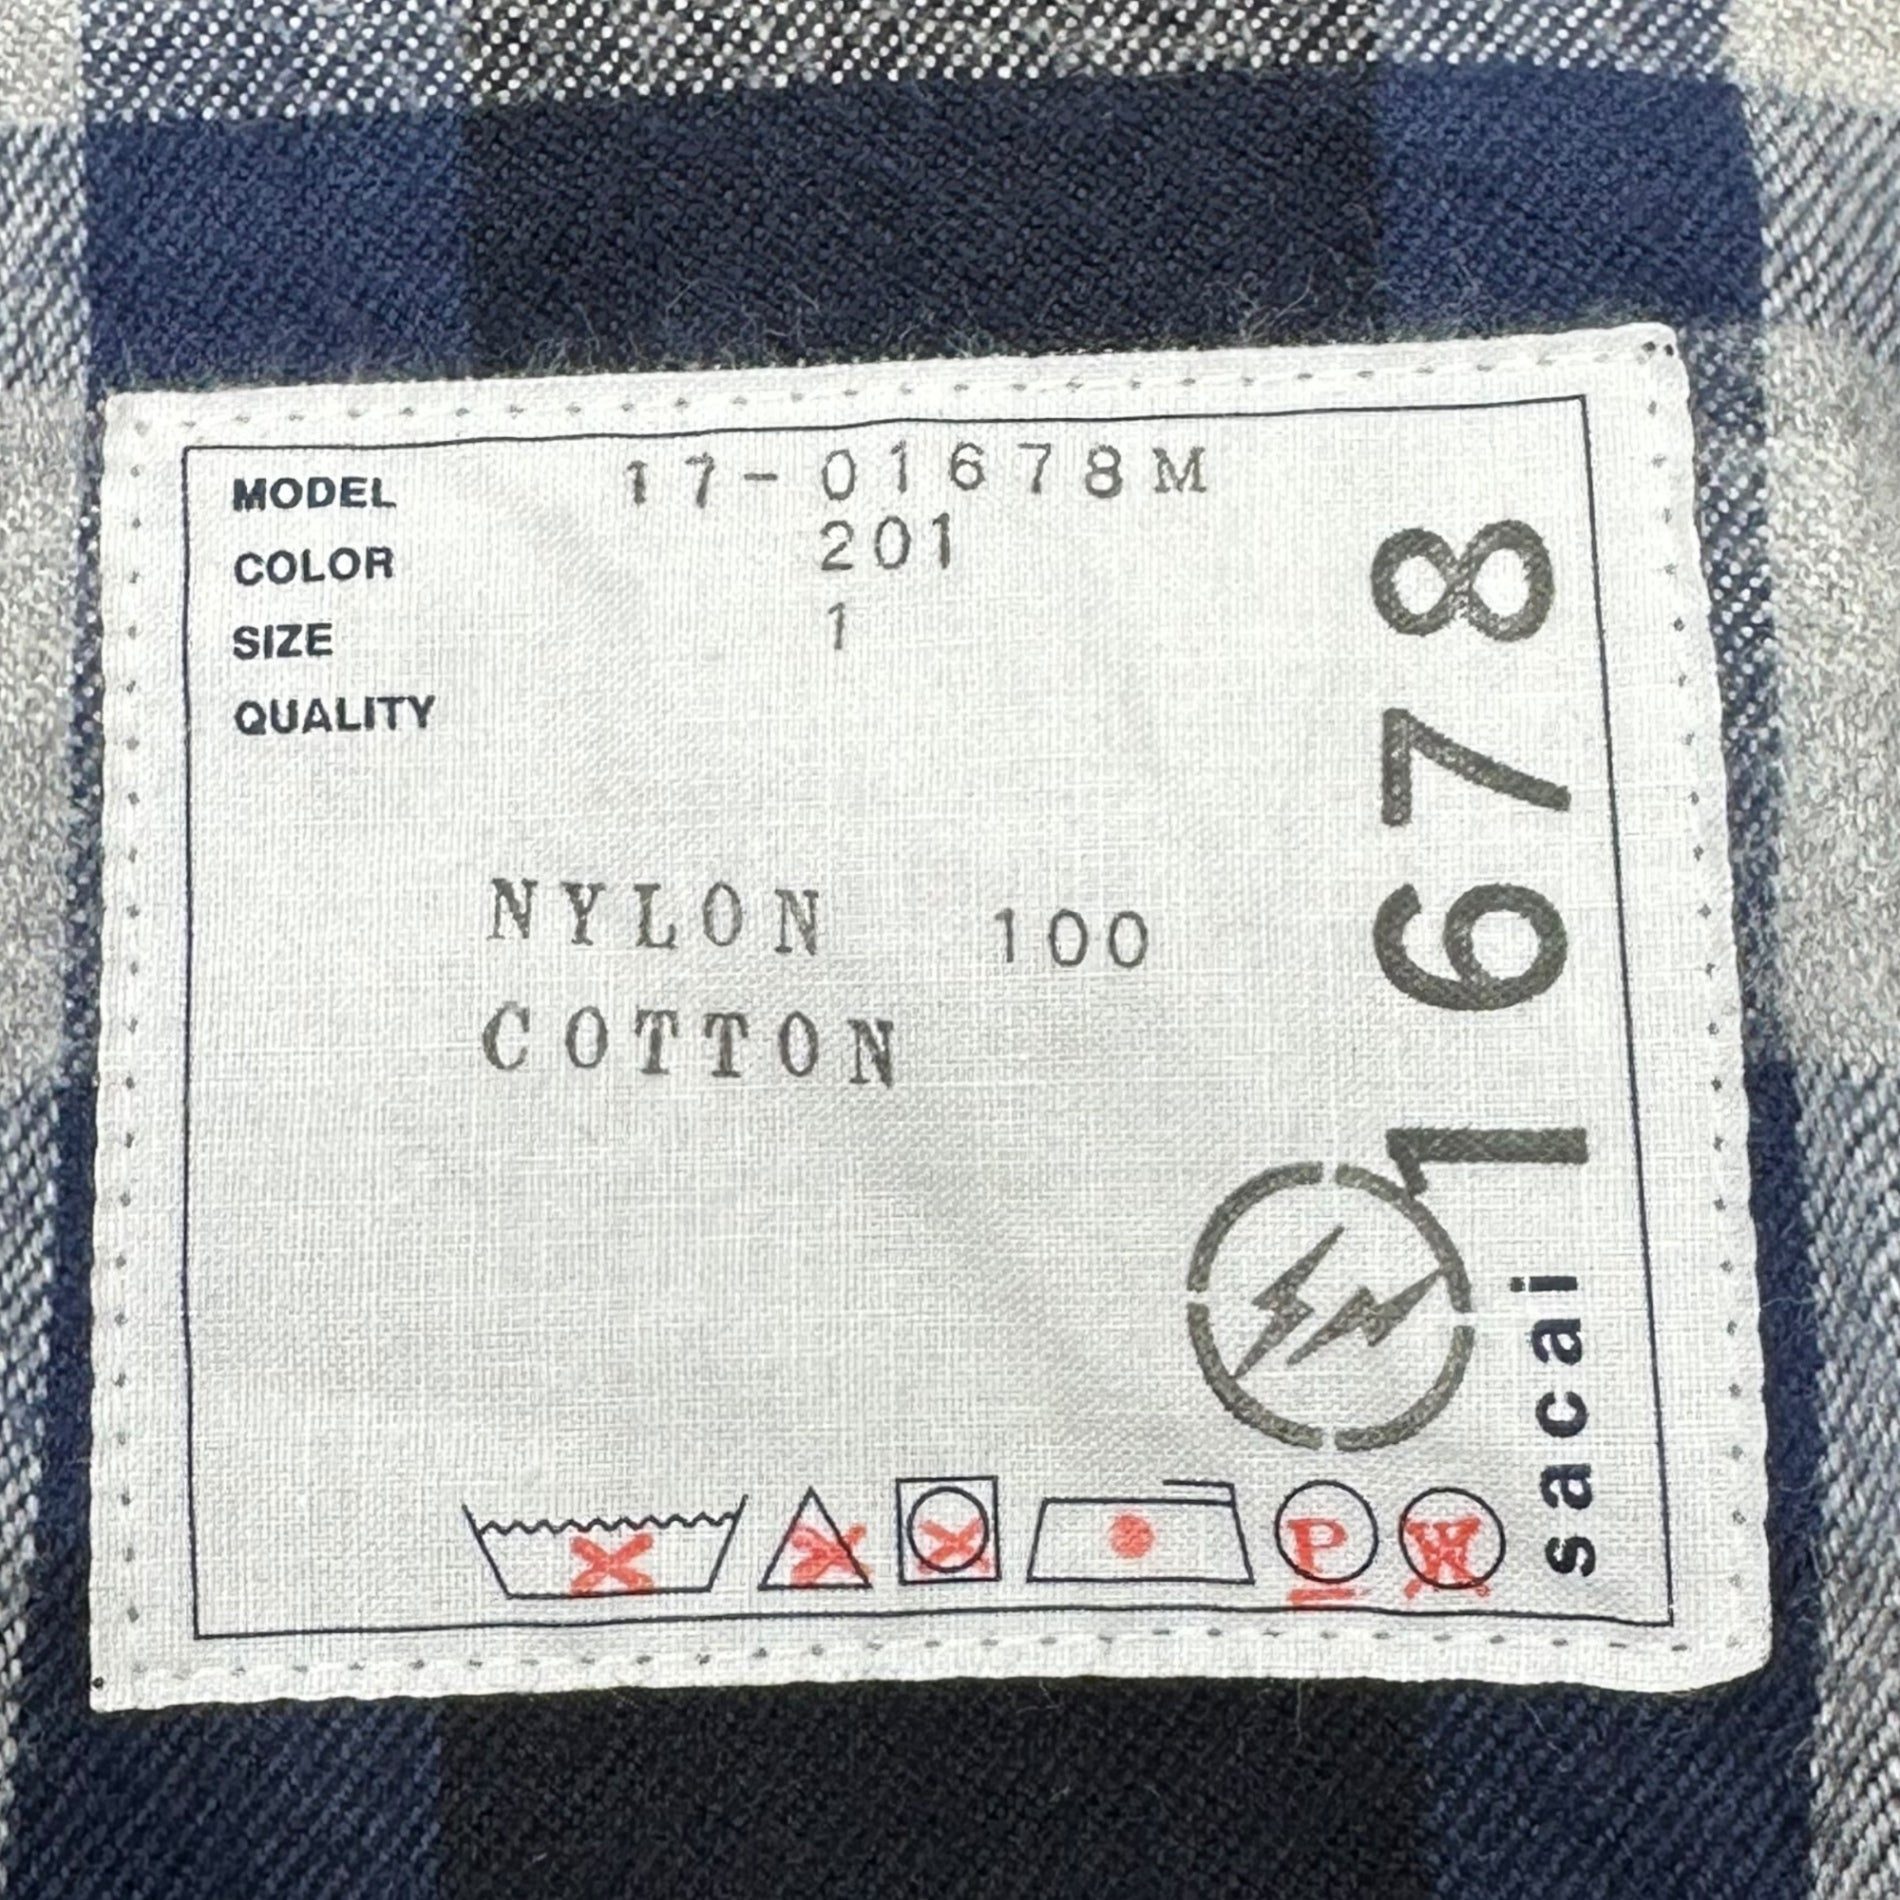 MODEL 17-01678M
COLOR 201
SIZE 1
QUALITY
NYLON 100
COTTON
1678
sacai
P
W